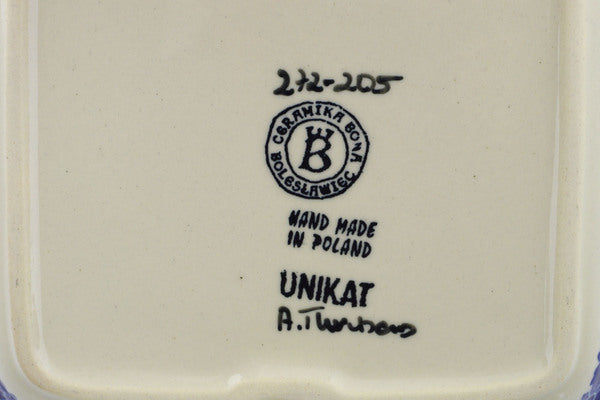 272-205
CERAMIKA BONA
B
BOLESŁAWIEC
HAND MADE
IN POLAND
UNIKAT
A.